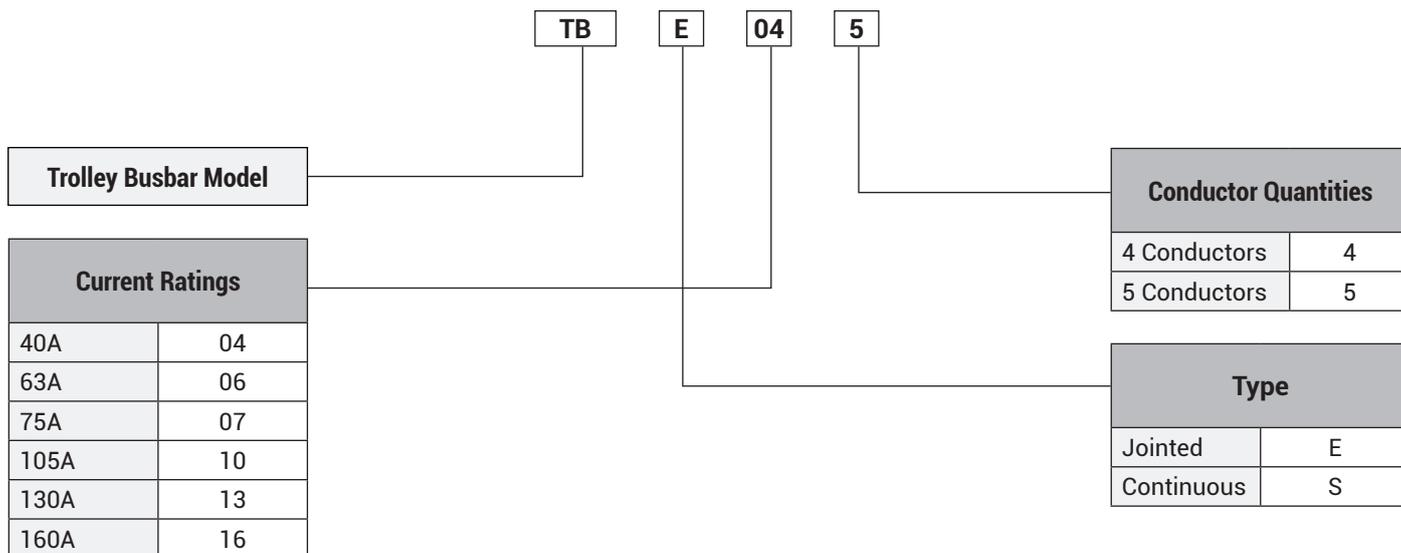 TB E 04 5
Trolley Busbar Model
Current Ratings
40A 04
63A 06
75A 07
105A 10
130A 13
160A 16
Conductor Quantities
4 Conductors 4
5 Conductors 5
Type
Jointed E
Continuous S